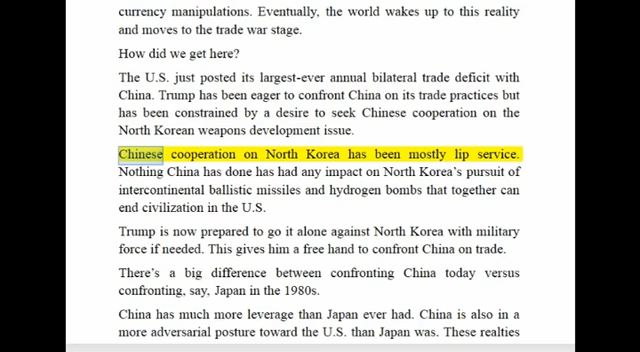 currency manipulations. Eventually, the world wakes up to this reality
and moves to the trade war stage.
How did we get here?
The U.S. just posted its largest-ever annual bilateral trade deficit with
China. Trump has been eager to confront China on its trade practices but
has been constrained by a desire to seek Chinese cooperation on the
North Korean weapons development issue.
Chinese cooperation on North Korea has been mostly lip service.
Nothing China has done has had any impact on North Korea's pursuit of
intercontinental ballistic missiles and hydrogen bombs that together can
end civilization in the U.S.
Trump is now prepared to go it alone against North Korea with military
force if needed. This gives him a free hand to confront China on trade.
There's a big difference between confronting China today versus
confronting, say, Japan in the 1980s.
China has much more leverage than Japan ever had. China is also in a
more adversarial posture toward the U.S. than Japan was. These realties